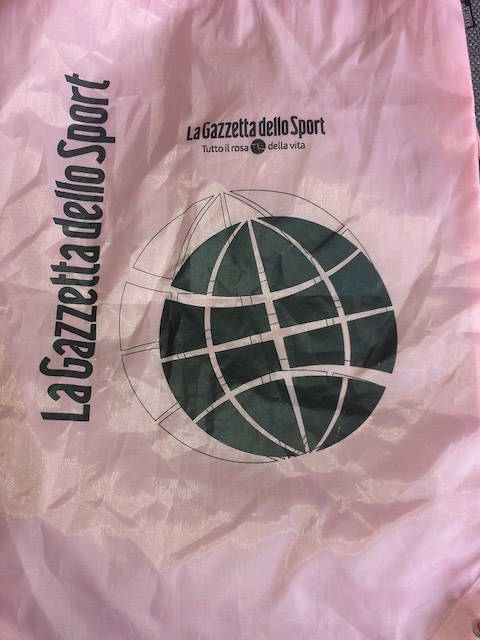 La Gazzetta dello Sport
Tutto il rosa della vita
La Gazzetta dello Sport